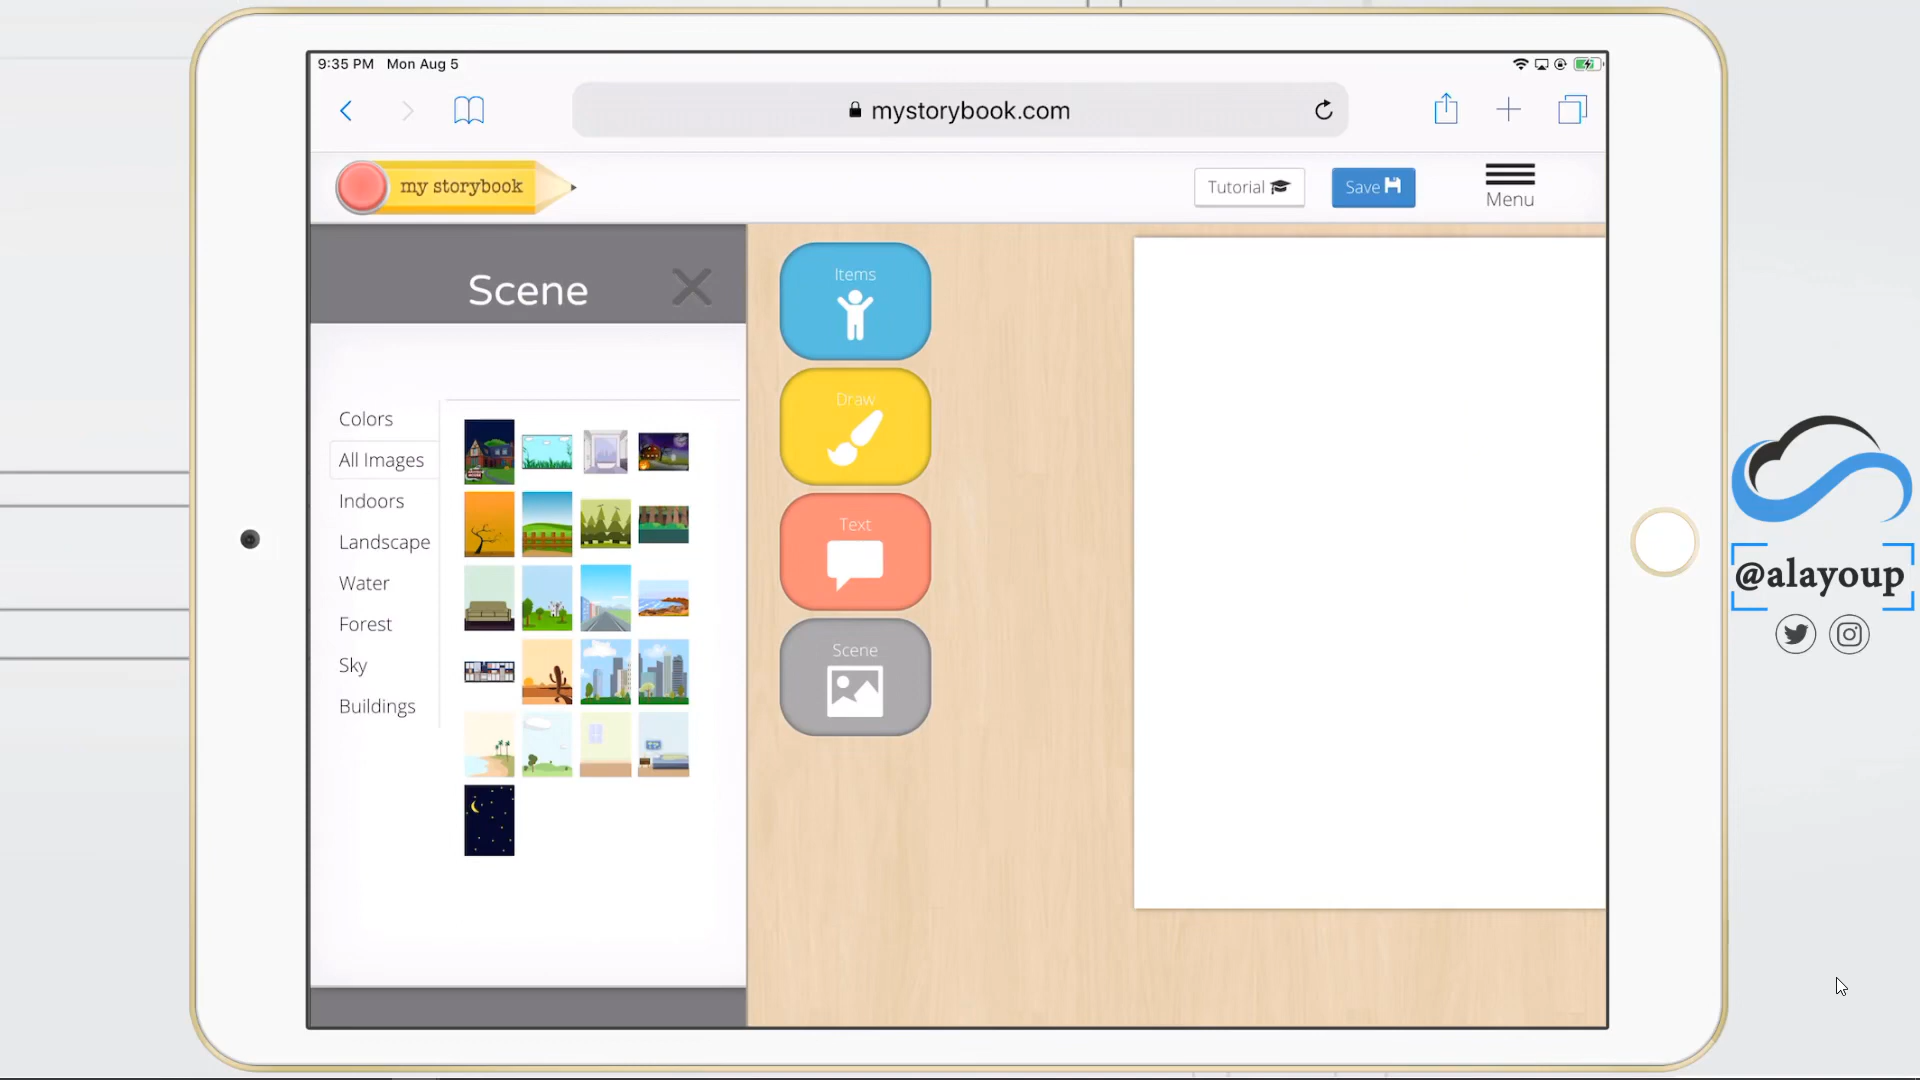 9:35 PM Mon Aug 5
mystorybook.com
my storybook
Tutorial
Save
Menu
Scene
Colors
All Images
Indoors
Landscape
Water
Forest
Sky
Buildings
Items
Draw
Text
Scene
@alayoup